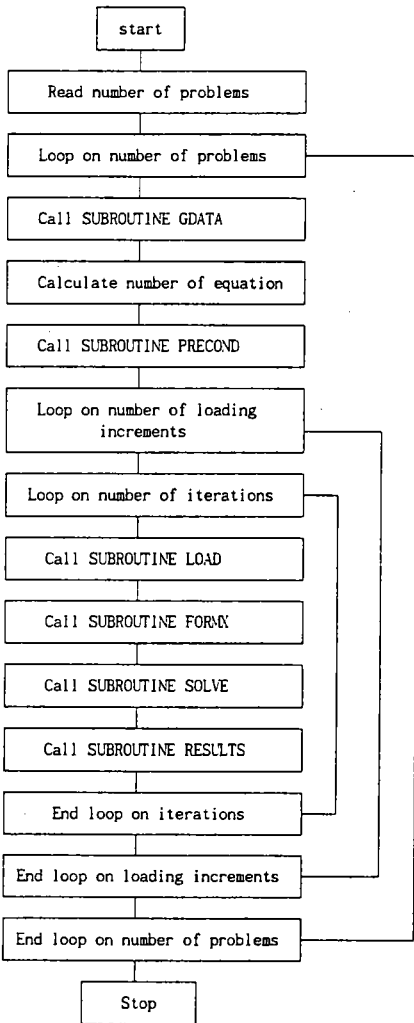 start
Read number of problems
Loop on number of problems
Call SUBROUTINE GDATA
Calculate number of equation
Call SUBROUTINE PRECOND
Loop on number of loading
increments
Loop on number of iterations
Call SUBROUTINE LOAD
Call SUBROUTINE FORMX
Call SUBROUTINE SOLVE
Call SUBROUTINE RESULTS
End loop on iterations
End loop on loading increments
End loop on number of problems
Stop